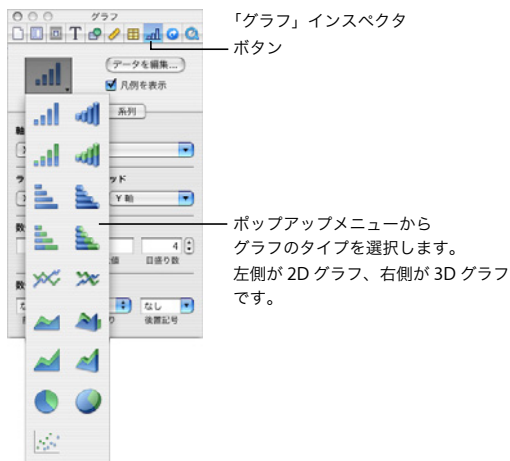 グラフ
「グラフ」インスペクタ
ボタン
データを編集...
凡例を表示
系列
軸
Y 軸
4
値
目盛り数
ポップアップメニューから
グラフのタイプを選択します。
左側が 2D グラフ、右側が 3D グラフ
です。
なし
後置記号